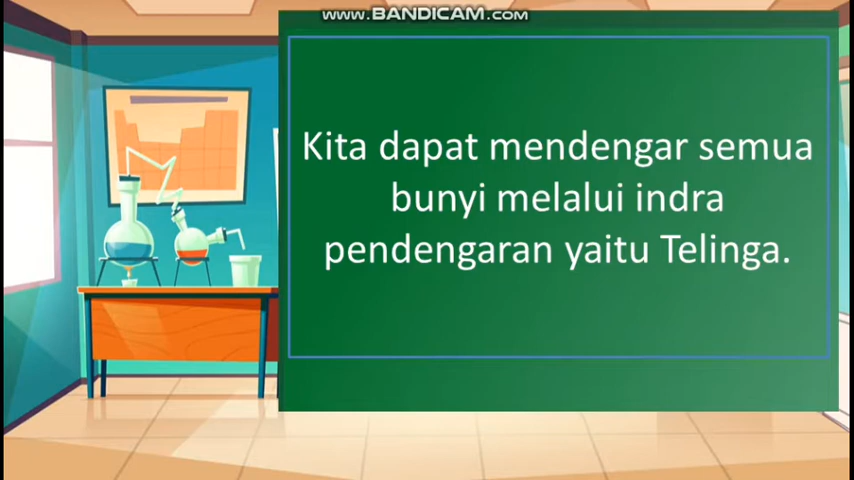 www.BANDICAM.com
Kita dapat mendengar semua
bunyi melalui indra
pendengaran yaitu Telinga.